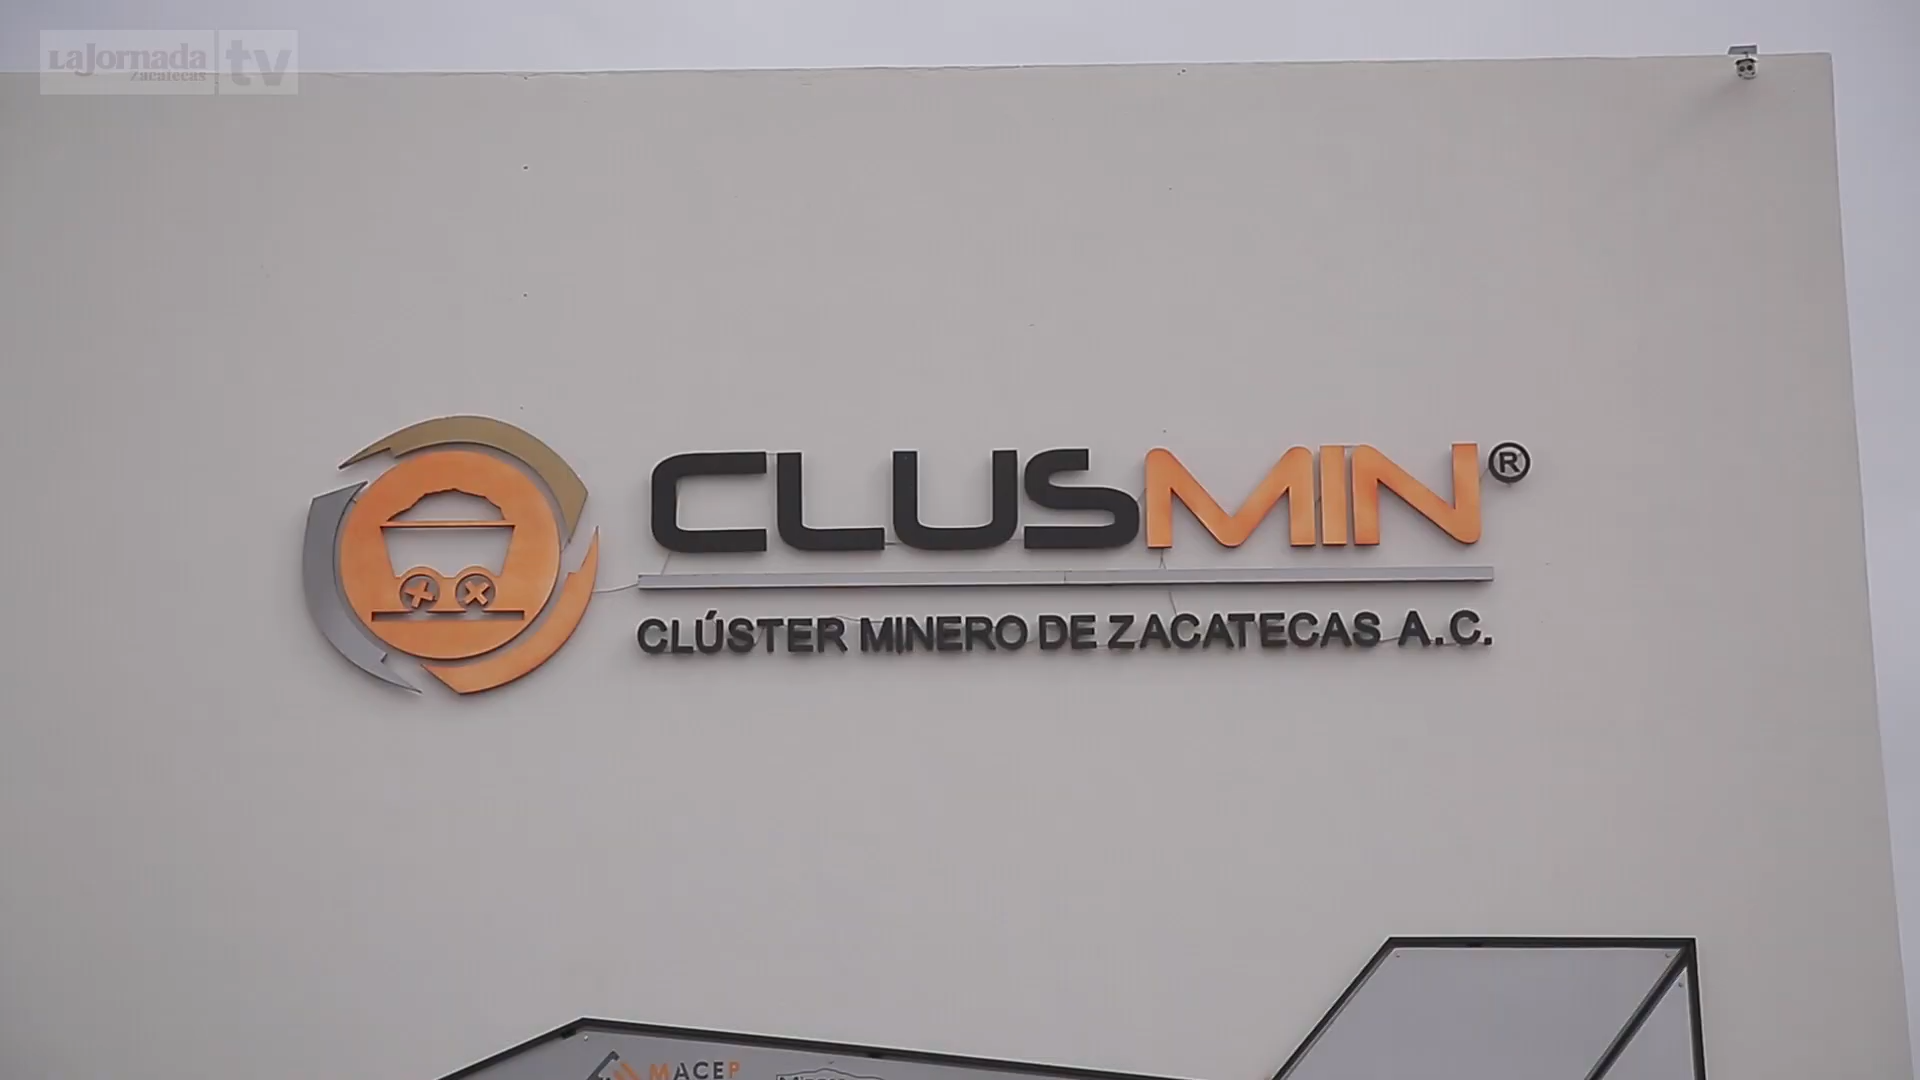 LaJornada tv
Zacatecas
CLUSMIN®
CLÚSTER MINERO DE ZACATECAS A.C.
MACEP